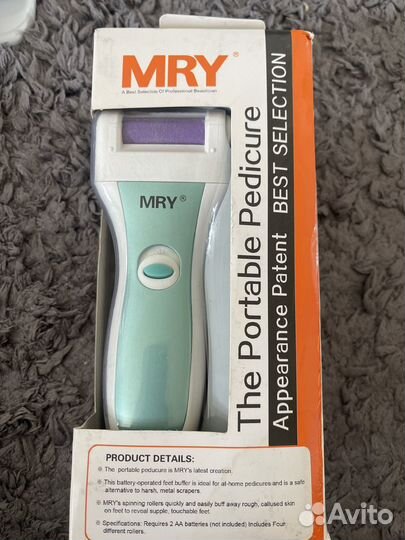 MRY®
A Best Selection Of Professional Beautician
MRY®
The Portable Pedicure
Appearance Patent BEST SELECTION
PRODUCT DETAILS:
The portable peducure is MRY's latest creation.
This battery-operated feet buffer is ideal for at-home pedicures and is a safe
alternative to harsh, metal scrapers.
MRY's spinning rollers quickly and easily buff away rough, callused skin
on feet to reveal supple, touchable feet.
Specifications: Requires 2 AA batteries (not included) Includes Four
different rollers.
Avito